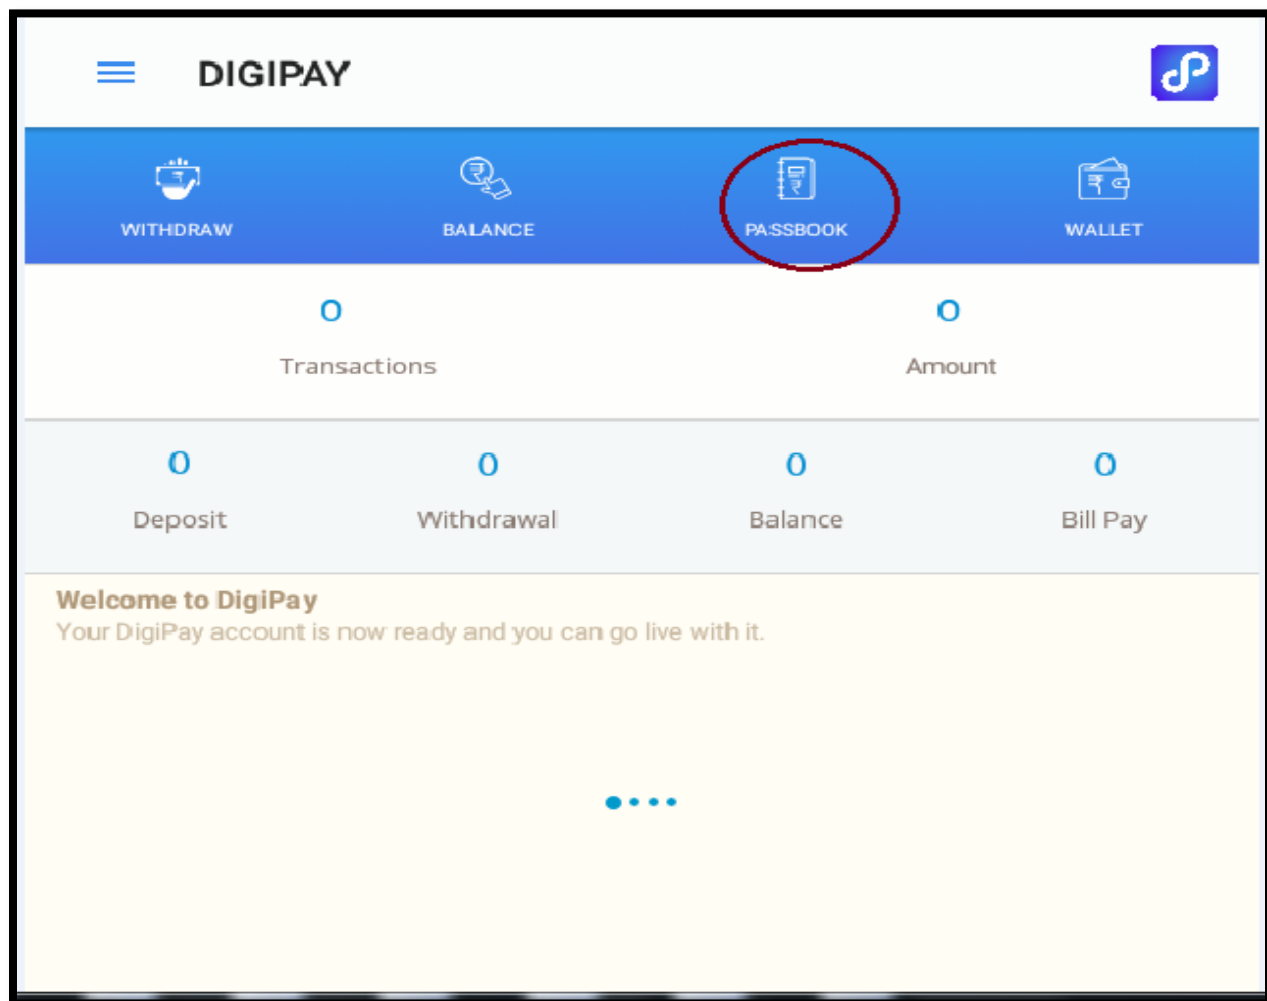 DIGIPAY
WITHDRAW BALANCE PASSBOOK WALLET
0 0
Transactions Amount
0 0 0 0
Deposit Withdrawal Balance Bill Pay
Welcome to DigiPay
Your DigiPay account is now ready and you can go live with it.